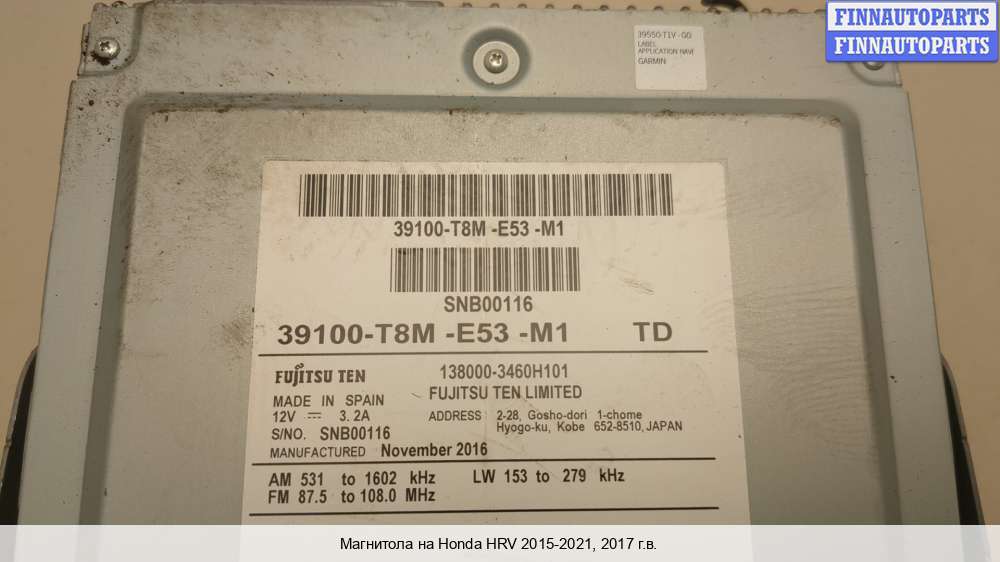 FINNAUTOPARTS
FINNAUTOPARTS
39550-T1V -G0
LABEL
APPLICATION NAVI
GARMIN
39100-T8M -E53 -M1
SNB00116
39100-T8M -E53 -M1 TD
FUJITSU TEN
138000-3460H101
FUJITSU TEN LIMITED
MADE IN SPAIN
12V ⎓ 3.2A
ADDRESS 2-28, Gosho-dori 1-chome
Hyogo-ku, Kobe 652-8510, JAPAN
S/NO. SNB00116
MANUFACTURED November 2016
AM 531 to 1602 kHz LW 153 to 279 kHz
FM 87.5 to 108.0 MHz
Магнитола на Honda HRV 2015-2021, 2017 г.в.